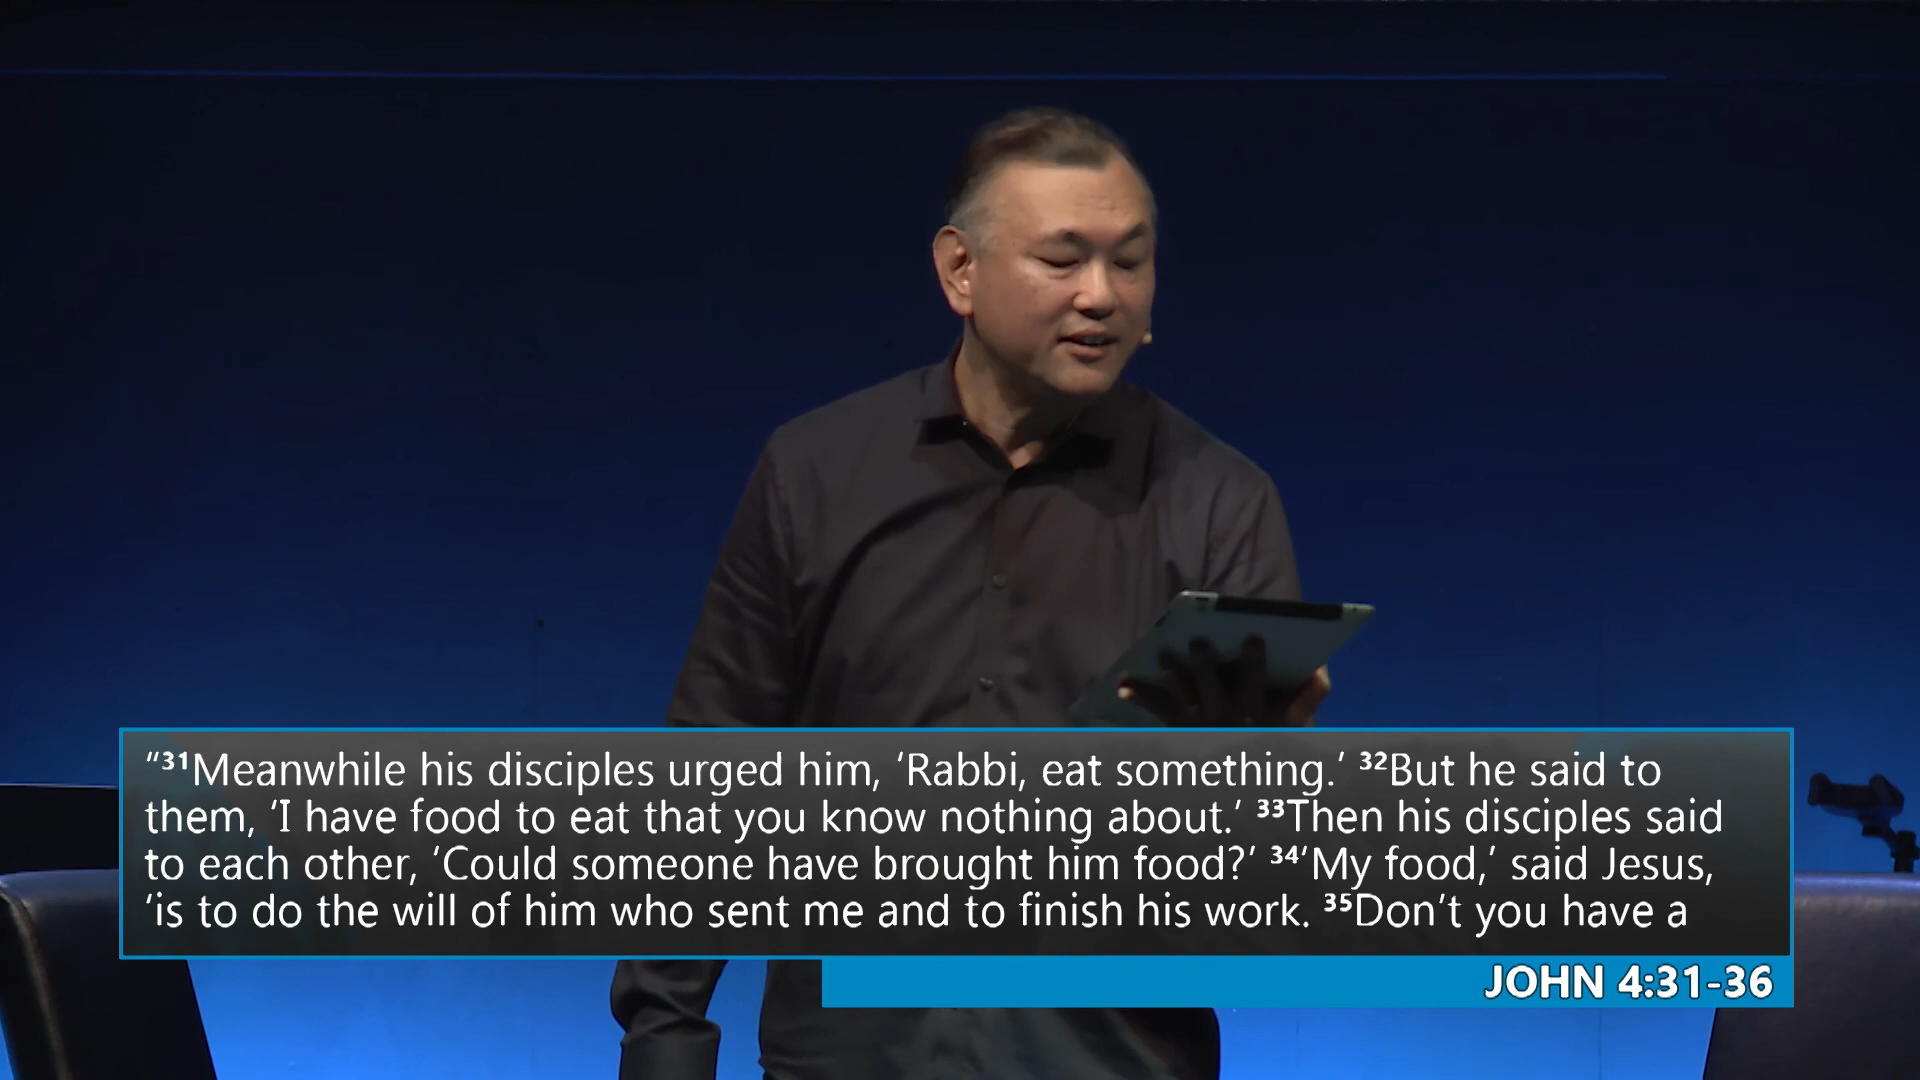 "³¹Meanwhile his disciples urged him, ‘Rabbi, eat something.’ ³²But he said to
them, ‘I have food to eat that you know nothing about.’ ³³Then his disciples said
to each other, ‘Could someone have brought him food?’ ³⁴‘My food,’ said Jesus,
‘is to do the will of him who sent me and to finish his work. ³⁵Don’t you have a
JOHN 4:31-36